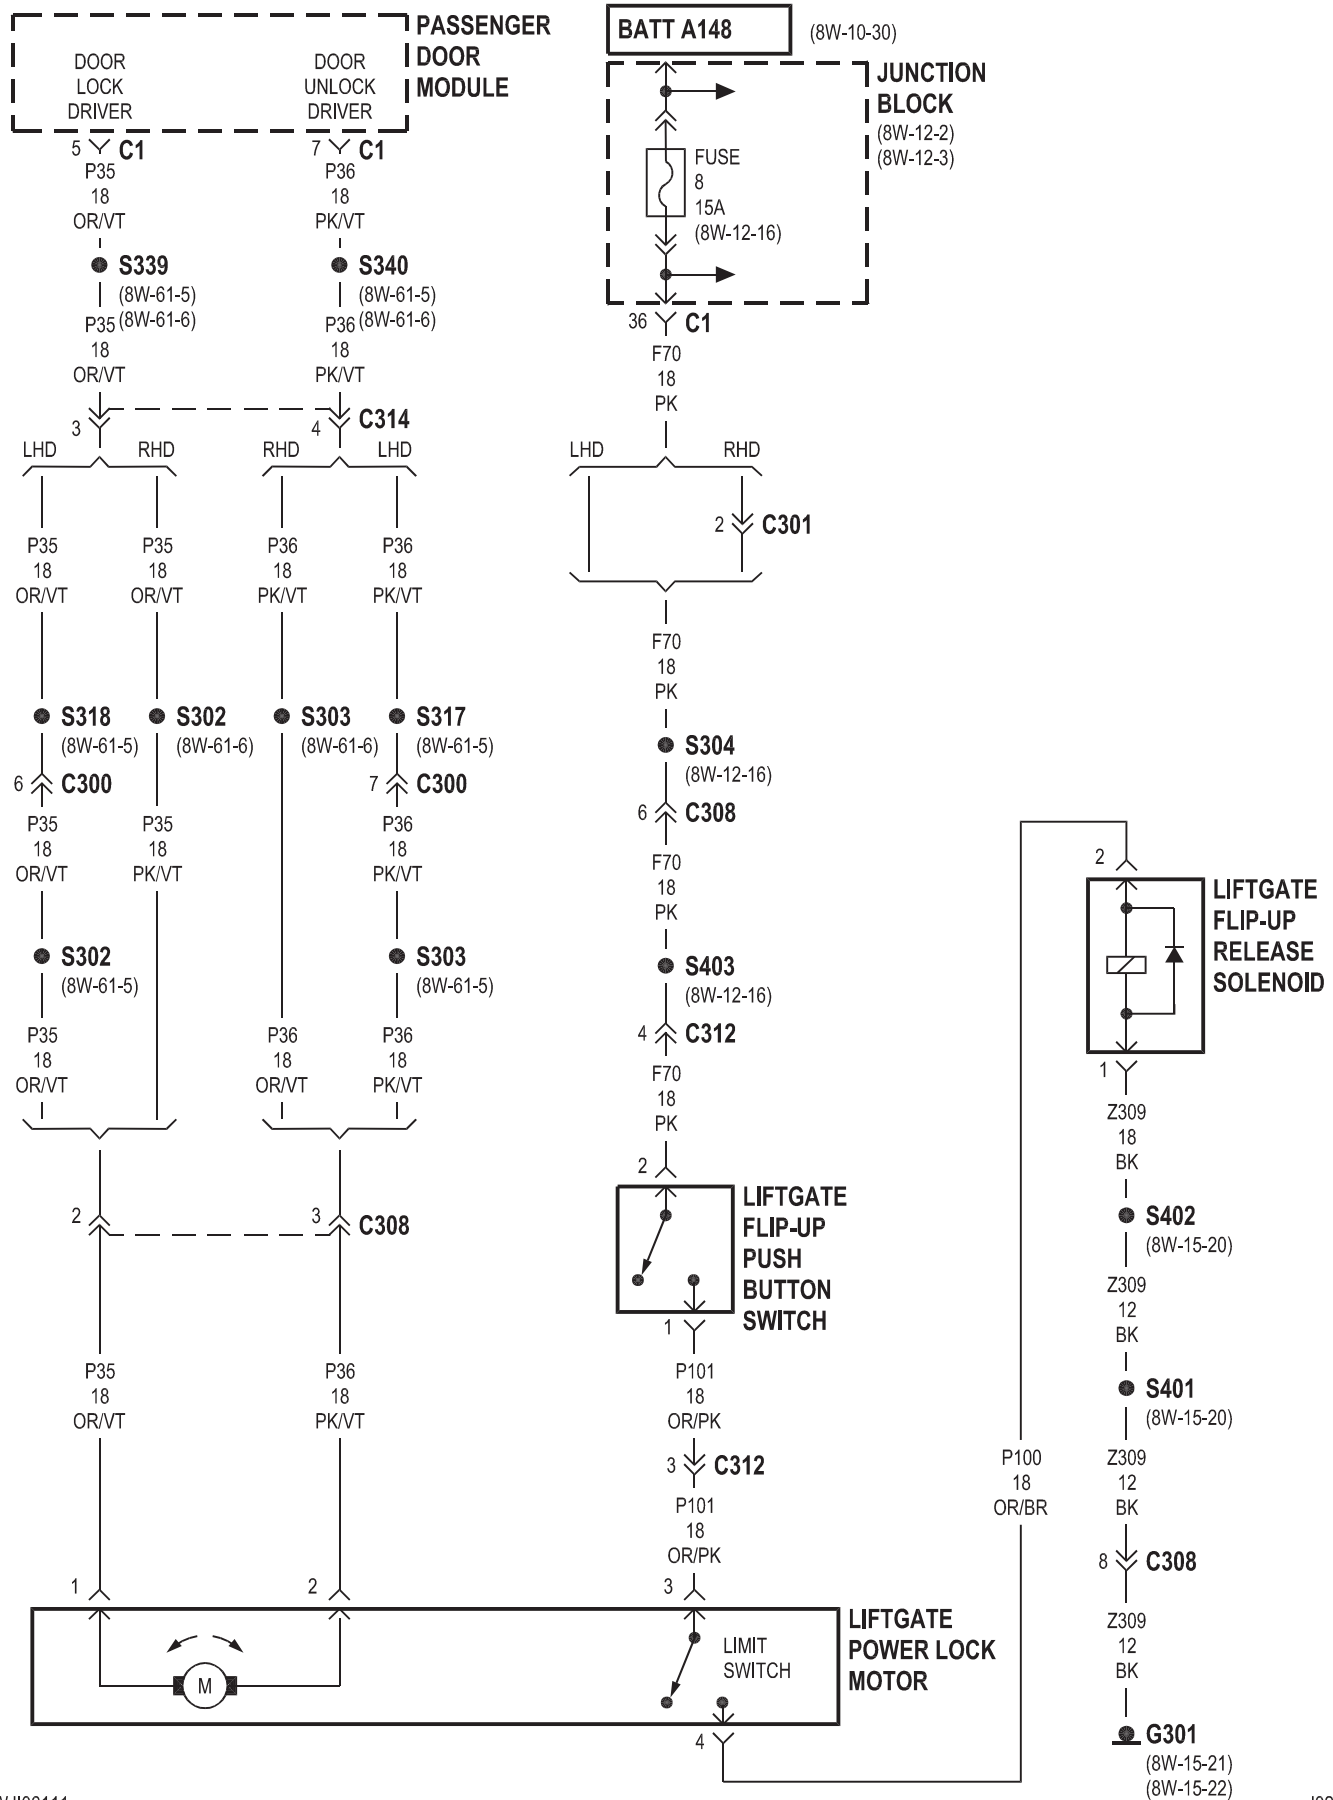 PASSENGER
DOOR
MODULE
DOOR
LOCK
DRIVER
DOOR
UNLOCK
DRIVER
5 C1
7 C1
P35
18
OR/VT
P36
18
PK/VT
S339
(8W-61-5)
(8W-61-6)
S340
(8W-61-5)
(8W-61-6)
P35
18
OR/VT
P36
18
PK/VT
3
4 C314
LHD
RHD
RHD
LHD
P35
18
OR/VT
P35
18
OR/VT
P36
18
PK/VT
P36
18
PK/VT
S318
(8W-61-5)
S302
(8W-61-6)
S303
(8W-61-6)
S317
(8W-61-5)
6 C300
7 C300
P35
18
OR/VT
P35
18
PK/VT
P36
18
PK/VT
S302
(8W-61-5)
S303
(8W-61-5)
P35
18
OR/VT
P36
18
OR/VT
P36
18
PK/VT
2
3 C308
P35
18
OR/VT
P36
18
PK/VT
1
2
M
BATT A148
(8W-10-30)
JUNCTION
BLOCK
(8W-12-2)
(8W-12-3)
FUSE
8
15A
(8W-12-16)
36 C1
F70
18
PK
LHD
RHD
2 C301
F70
18
PK
S304
(8W-12-16)
6 C308
F70
18
PK
S403
(8W-12-16)
4 C312
F70
18
PK
2
LIFTGATE
FLIP-UP
PUSH
BUTTON
SWITCH
1
P101
18
OR/PK
3 C312
P101
18
OR/PK
3
LIMIT
SWITCH
LIFTGATE
POWER LOCK
MOTOR
4
P100
18
OR/BR
2
LIFTGATE
FLIP-UP
RELEASE
SOLENOID
1
Z309
18
BK
S402
(8W-15-20)
Z309
12
BK
S401
(8W-15-20)
Z309
12
BK
8 C308
Z309
12
BK
G301
(8W-15-21)
(8W-15-22)